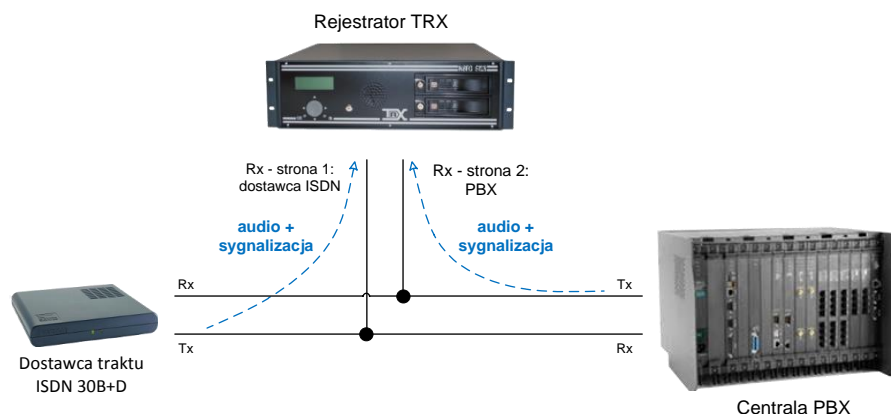 Rejestrator TRX
TRX
Rx - strona 1:
dostawca ISDN
Rx - strona 2:
PBX
audio +
sygnalizacja
audio +
sygnalizacja
Rx
Tx
Tx
Rx
Dostawca traktu
ISDN 30B+D
Centrala PBX